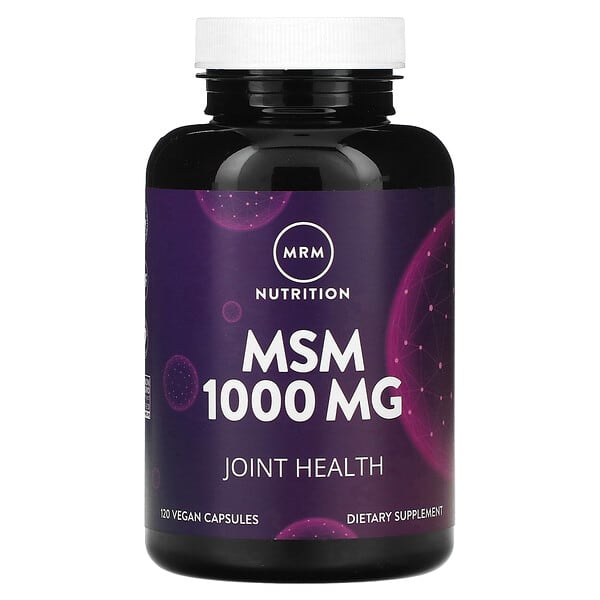 MRM
NUTRITION
MSM
1000 MG
JOINT HEALTH
120 VEGAN CAPSULES
DIETARY SUPPLEMENT